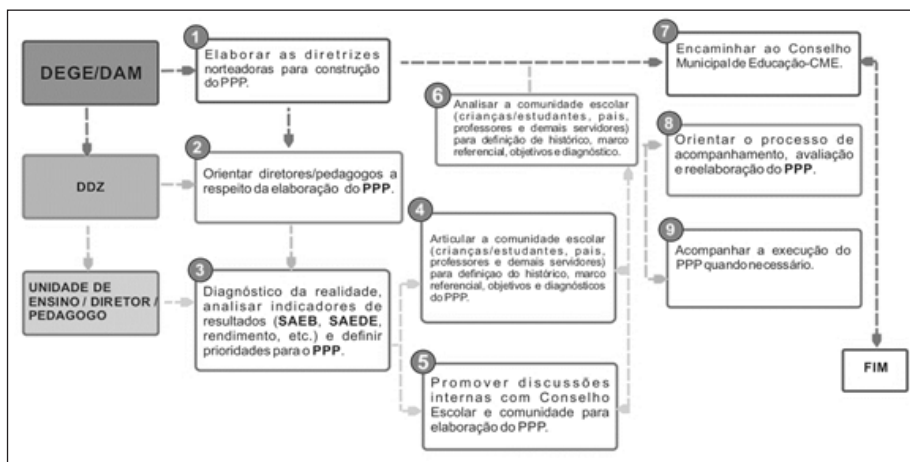 DEGE/DAM
DDZ
UNIDADE DE
ENSINO / DIRETOR /
PEDAGOGO
1
Elaborar as diretrizes
norteadoras para construção
do PPP.
2
Orientar diretores/pedagogos a
respeito da elaboração do PPP.
3
Diagnóstico da realidade,
analisar indicadores de
resultados (SAEB, SAEDE,
rendimento, etc.) e definir
prioridades para o PPP.
4
Articular a comunidade escolar
(crianças/estudantes, pais,
professores e demais servidores)
para definiçao do histórico, marco
referencial, objetivos e diagnósticos
do PPP.
5
Promover discussões
internas com Conselho
Escolar e comunidade para
elaboração do PPP.
6
Analisar a comunidade escolar
(crianças/estudantes, pais,
professores e demais servidores)
para definição de histórico, marco
referencial, objetivos e diagnóstico.
7
Encaminhar ao Conselho
Municipal de Educação-CME.
8
Orientar o processo de
acompanhamento, avaliação
e reelaboração do PPP.
9
Acompanhar a execução do
PPP quando necessário.
FIM